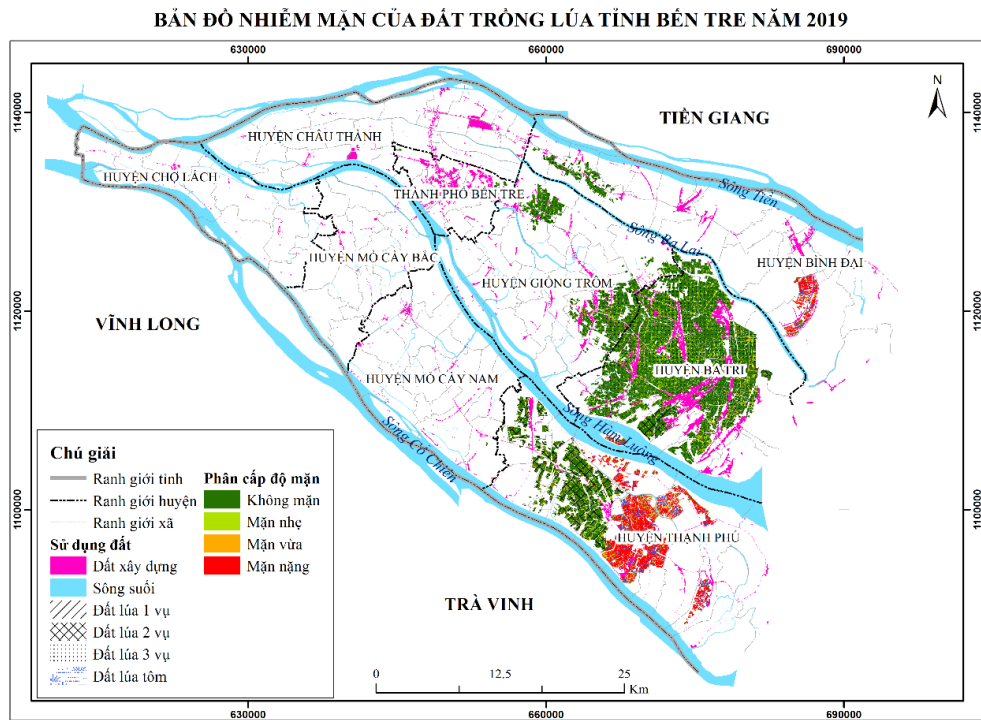 BẢN ĐỒ NHIỄM MẶN CỦA ĐẤT TRỒNG LÚA TỈNH BẾN TRE NĂM 2019
630000
660000
690000
1140000
1140000
N
TIỀN GIANG
HUYỆN CHÂU THÀNH
HUYỆN CHỢ LÁCH
THÀNH PHỐ BẾN TRE
Sông Tiền
Sông Ba Lai
HUYỆN MỎ CÀY BẮC
HUYỆN BÌNH ĐẠI
HUYỆN GIỒNG TRÔM
1120000
1120000
VĨNH LONG
HUYỆN BA TRI
HUYỆN MỎ CÀY NAM
Sông Hàm Luông
Sông Cổ Chiên
1100000
1100000
HUYỆN THẠNH PHÚ
TRÀ VINH
Chú giải
Ranh giới tỉnh
Ranh giới huyện
Ranh giới xã
Sử dụng đất
Đất xây dựng
Sông suối
Đất lúa 1 vụ
Đất lúa 2 vụ
Đất lúa 3 vụ
Đất lúa tôm
Phân cấp độ mặn
Không mặn
Mặn nhẹ
Mặn vừa
Mặn nặng
0
12.5
25
Km
630000
660000
690000